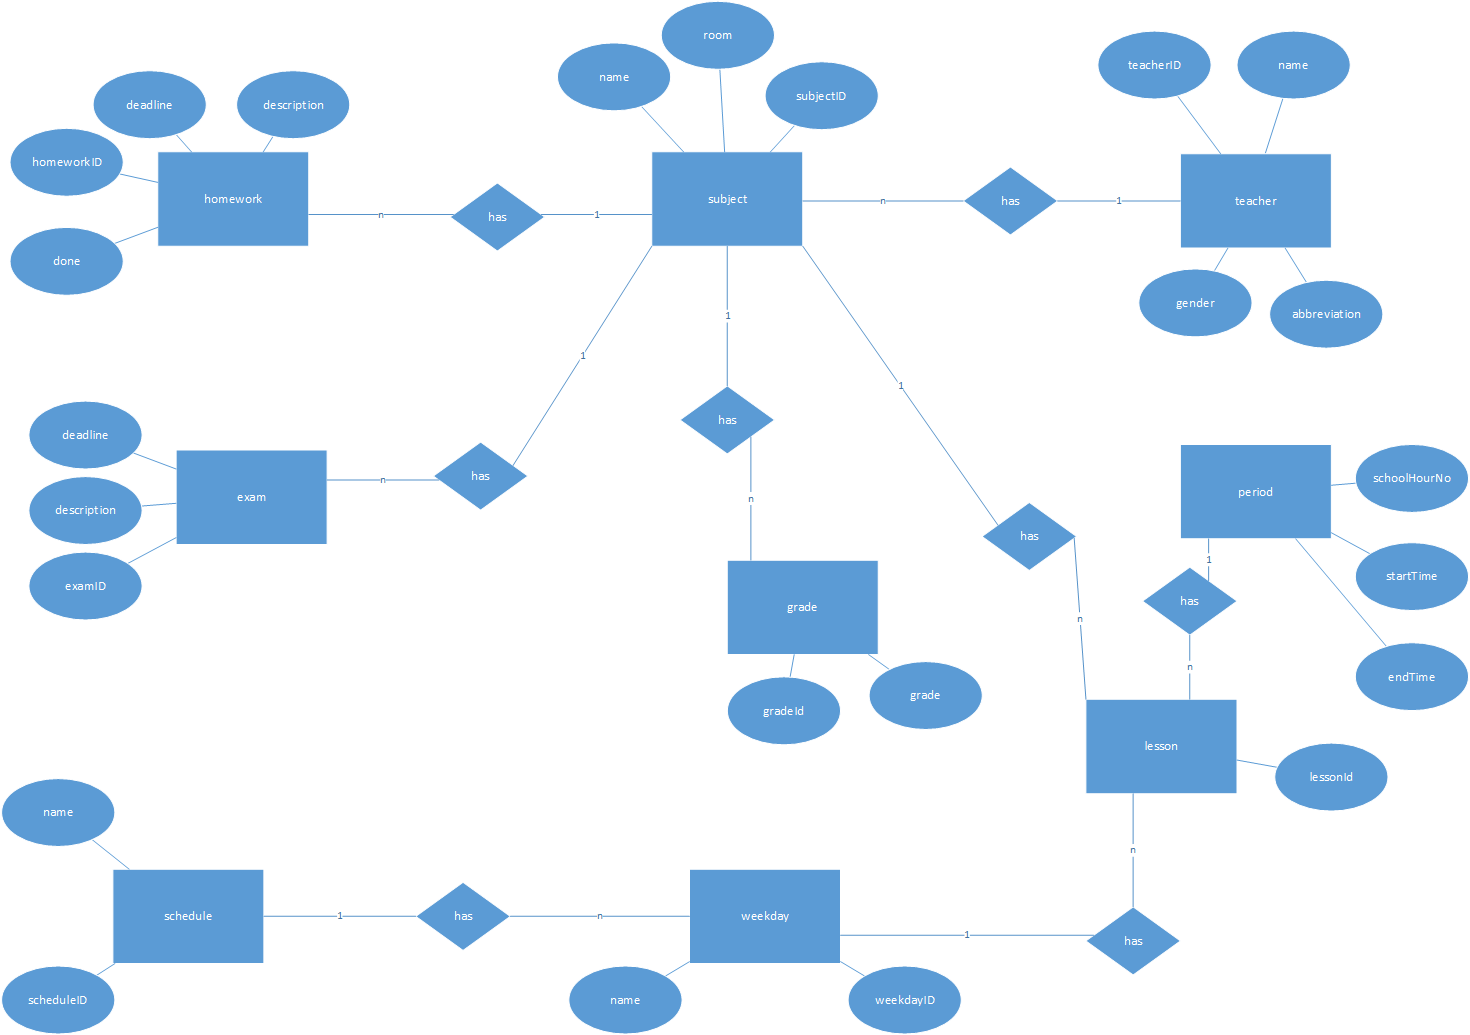 room
name
subjectID
teacherID
name
deadline
description
homeworkID
homework
done
n
has
1
subject
n
has
1
teacher
gender
abbreviation
1
1
1
has
deadline
description
examID
exam
n
has
n
has
n
period
schoolHourNo
startTime
endTime
1
has
n
grade
gradeId
grade
lesson
lessonId
n
name
schedule
scheduleID
1
has
n
weekday
name
weekdayID
1
has